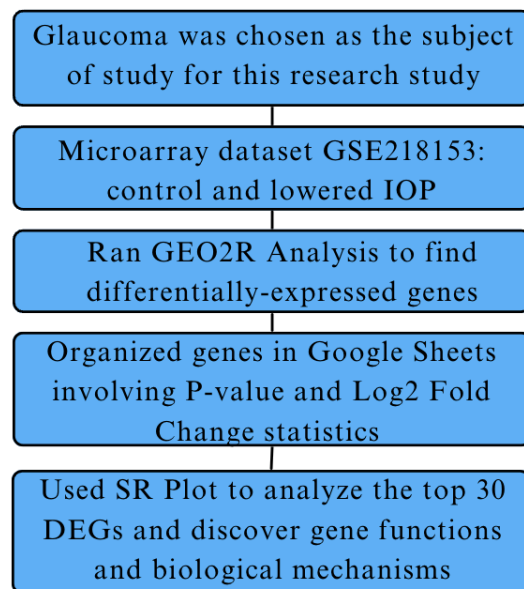 Glaucoma was chosen as the subject
of study for this research study
Microarray dataset GSE218153:
control and lowered IOP
Ran GEO2R Analysis to find
differentially-expressed genes
Organized genes in Google Sheets
involving P-value and Log2 Fold
Change statistics
Used SR Plot to analyze the top 30
DEGs and discover gene functions
and biological mechanisms